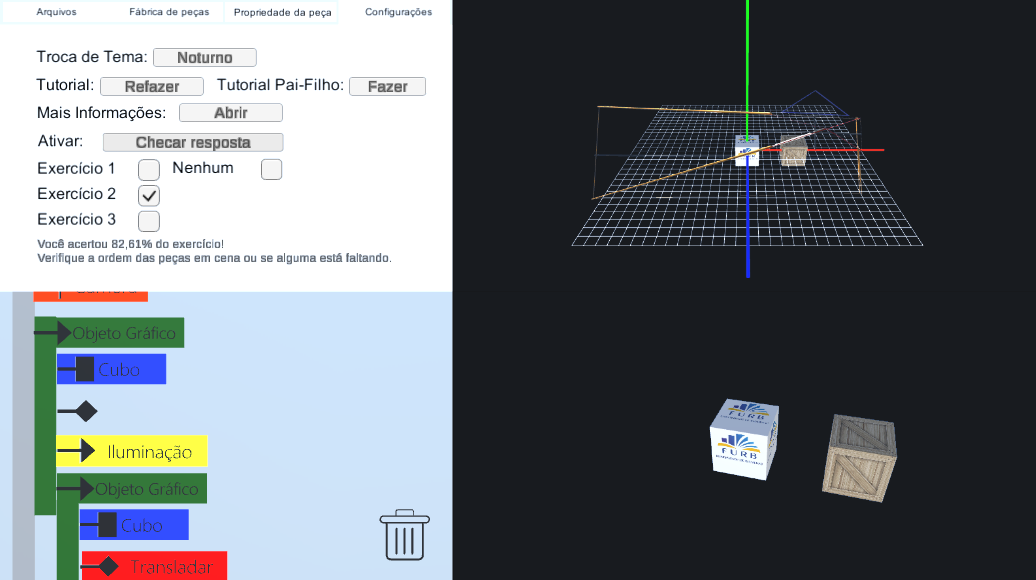 Arquivos
Fábrica de peças
Propriedade da peça
Configurações
Troca de Tema: Noturno
Tutorial: Refazer Tutorial Pai-Filho: Fazer
Mais Informações: Abrir
Ativar: Checar resposta
Exercício 1 Nenhum
Exercício 2
Exercício 3
Você acertou 82,61% do exercício!
Verifique a ordem das peças em cena ou se alguma está faltando.
Objeto Gráfico
Cubo
Iluminação
Objeto Gráfico
Cubo
Transladar
FURB
FURB